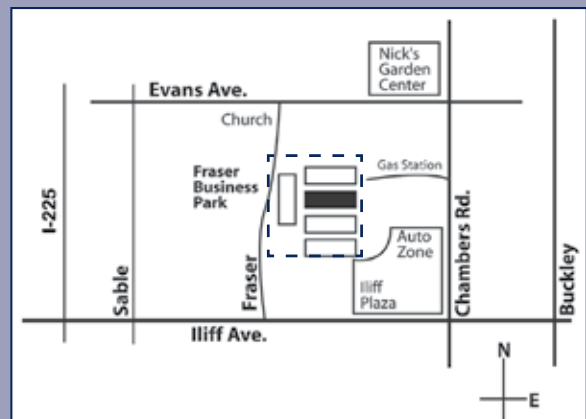 Nick's
Garden
Center
Evans Ave.
Church
Gas Station
Fraser
Business
Park
I-225
Sable
Fraser
Auto
Zone
Iliff
Plaza
Chambers Rd.
Buckley
Iliff Ave.
N
E